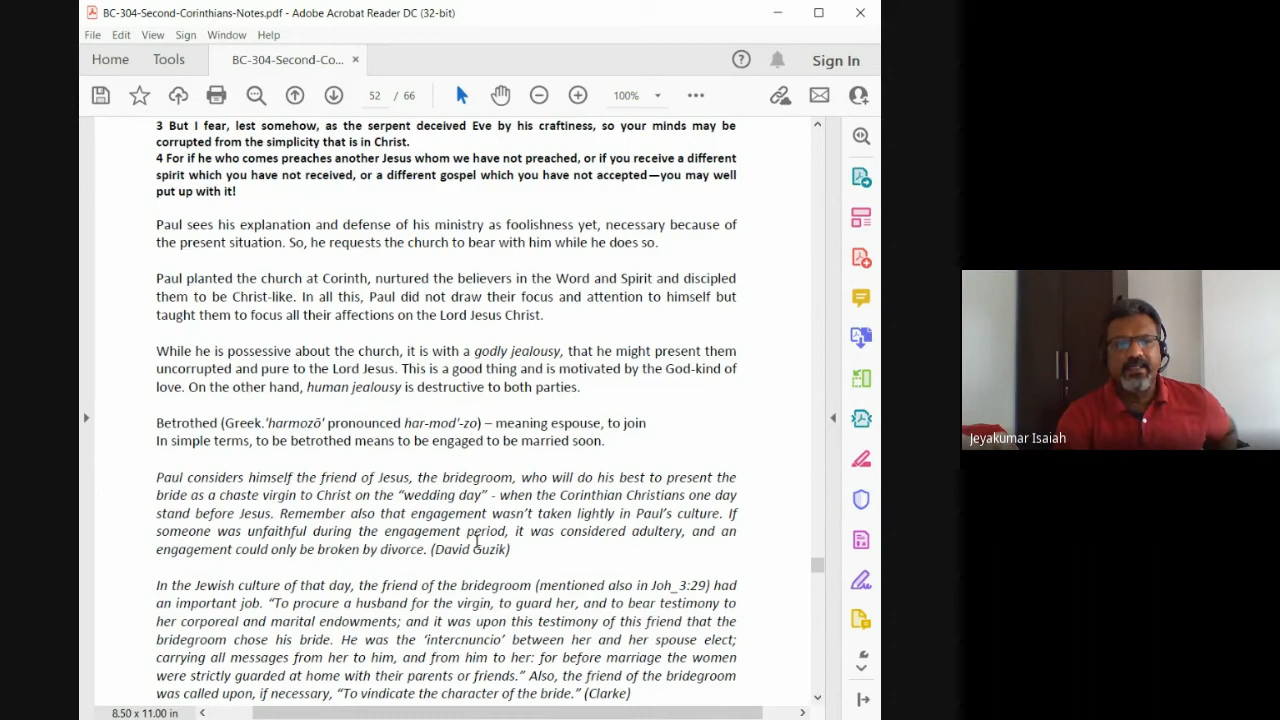 BC-304-Second-Corinthians-Notes.pdf - Adobe Acrobat Reader DC (32-bit)
File Edit View Sign Window Help
Home Tools BC-304-Second-Co... × Sign In
52 / 66 100%
3 But I fear, lest somehow, as the serpent deceived Eve by his craftiness, so your minds may be
corrupted from the simplicity that is in Christ.
4 For if he who comes preaches another Jesus whom we have not preached, or if you receive a different
spirit which you have not received, or a different gospel which you have not accepted—you may well
put up with it!
Paul sees his explanation and defense of his ministry as foolishness yet, necessary because of
the present situation. So, he requests the church to bear with him while he does so.
Paul planted the church at Corinth, nurtured the believers in the Word and Spirit and discipled
them to be Christ-like. In all this, Paul did not draw their focus and attention to himself but
taught them to focus all their affections on the Lord Jesus Christ.
While he is possessive about the church, it is with a godly jealousy, that he might present them
uncorrupted and pure to the Lord Jesus. This is a good thing and is motivated by the God-kind of
love. On the other hand, human jealousy is destructive to both parties.
Betrothed (Greek.'harmozō' pronounced har-mod'-zo) – meaning espouse, to join
In simple terms, to be betrothed means to be engaged to be married soon.
Paul considers himself the friend of Jesus, the bridegroom, who will do his best to present the
bride as a chaste virgin to Christ on the “wedding day” - when the Corinthian Christians one day
stand before Jesus. Remember also that engagement wasn’t taken lightly in Paul’s culture. If
someone was unfaithful during the engagement period, it was considered adultery, and an
engagement could only be broken by divorce. (David Guzik)
In the Jewish culture of that day, the friend of the bridegroom (mentioned also in Joh_3:29) had
an important job. “To procure a husband for the virgin, to guard her, and to bear testimony to
her corporeal and marital endowments; and it was upon this testimony of this friend that the
bridegroom chose his bride. He was the ‘intercnuncio’ between her and her spouse elect;
carrying all messages from her to him, and from him to her: for before marriage the women
were strictly guarded at home with their parents or friends.” Also, the friend of the bridegroom
was called upon, if necessary, “To vindicate the character of the bride.” (Clarke)
8.50 x 11.00 in
Jeyakumar Isaiah